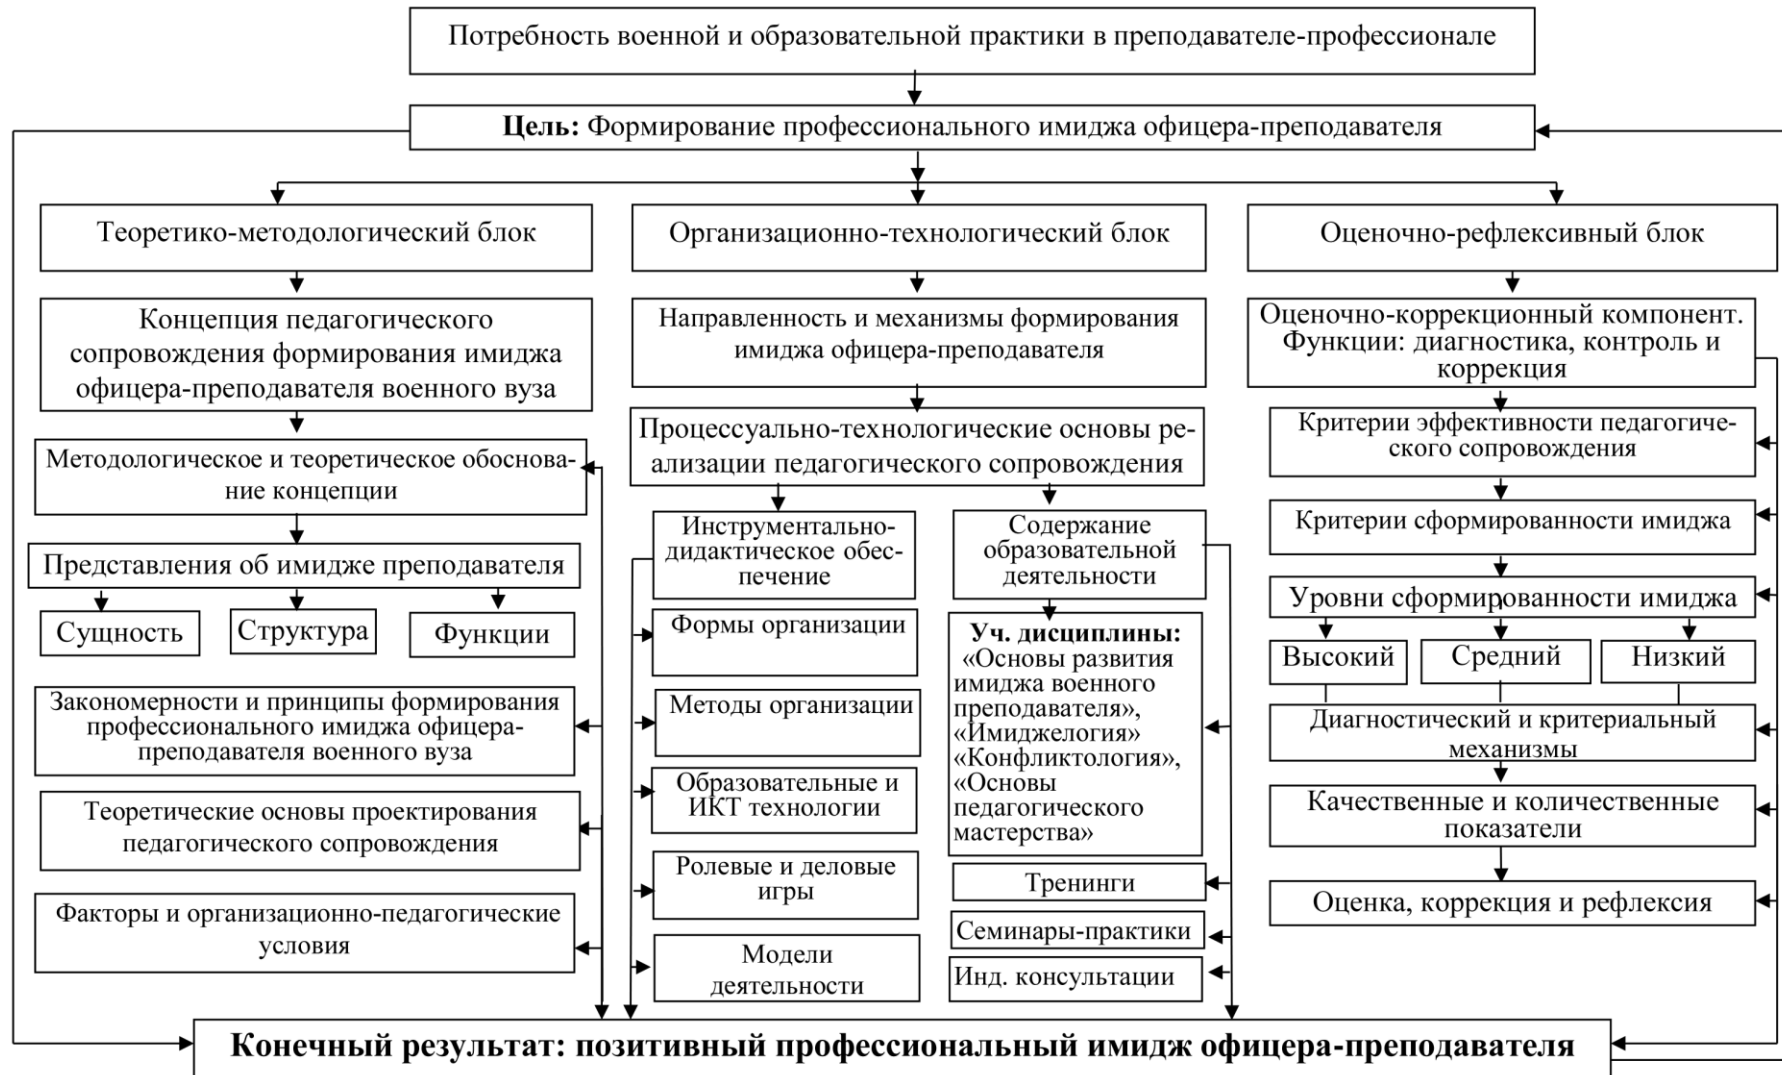 Потребность военной и образовательной практики в преподавателе-профессионале
Цель: Формирование профессионального имиджа офицера-преподавателя
Теоретико-методологический блок
Концепция педагогического
сопровождения формирования имиджа
офицера-преподавателя военного вуза
Методологическое и теоретическое обоснова-
ние концепции
Представления об имидже преподавателя
Сущность
Структура
Функции
Закономерности и принципы формирования
профессионального имиджа офицера-
преподавателя военного вуза
Теоретические основы проектирования
педагогического сопровождения
Факторы и организационно-педагогические
условия
Организационно-технологический блок
Направленность и механизмы формирования
имиджа офицера-преподавателя
Процессуально-технологические основы ре-
ализации педагогического сопровождения
Инструментально-
дидактическое обес-
печение
Формы организации
Методы организации
Образовательные и
ИКТ технологии
Ролевые и деловые
игры
Модели
деятельности
Содержание
образовательной
деятельности
Уч. дисциплины:
«Основы развития
имиджа военного
преподавателя»,
«Имиджелогия»
«Конфликтология»,
«Основы
педагогического
мастерства»
Тренинги
Семинары-практики
Инд. консультации
Оценочно-рефлексивный блок
Оценочно-коррекционный компонент.
Функции: диагностика, контроль и
коррекция
Критерии эффективности педагогиче-
ского сопровождения
Критерии сформированности имиджа
Уровни сформированности имиджа
Высокий
Средний
Низкий
Диагностический и критериальный
механизмы
Качественные и количественные
показатели
Оценка, коррекция и рефлексия
Конечный результат: позитивный профессиональный имидж офицера-преподавателя